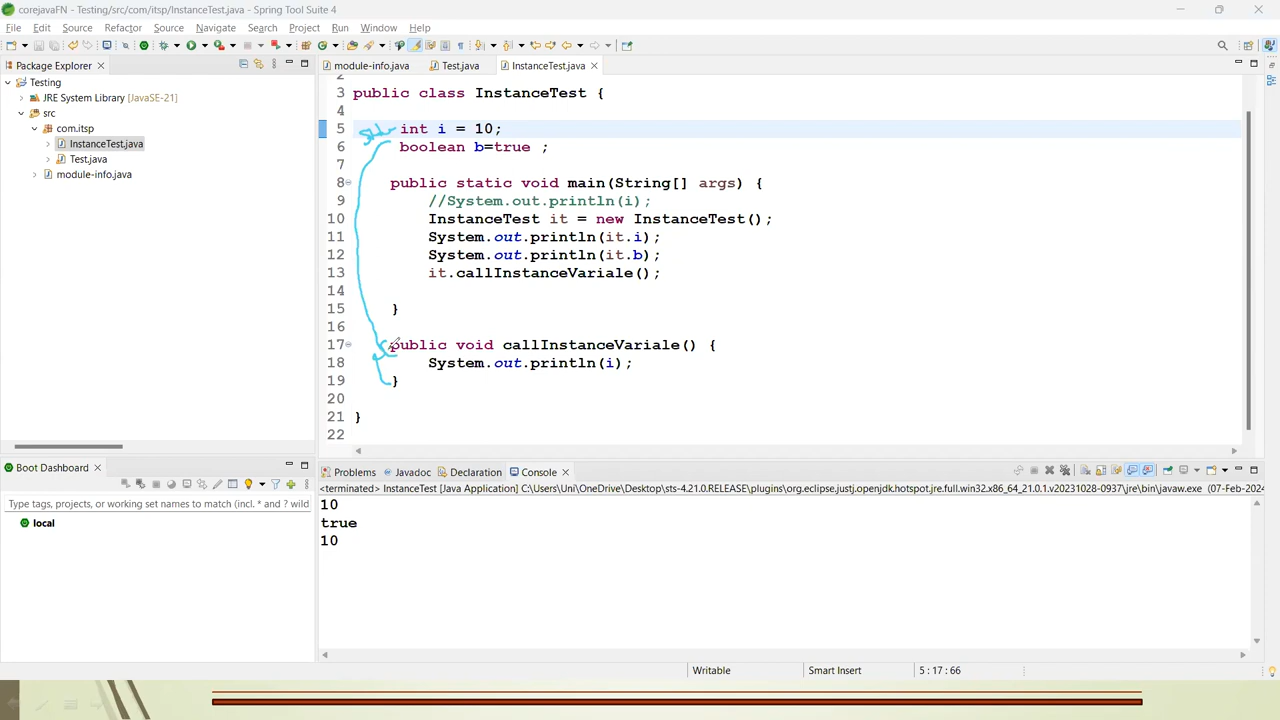 corejavaFN - Testing/src/com/itsp/InstanceTest.java - Spring Tool Suite 4
File Edit Source Refactor Source Navigate Search Project Run Window Help
Package Explorer
module-info.java Test.java InstanceTest.java
Testing
JRE System Library [JavaSE-21]
src
com.itsp
InstanceTest.java
Test.java
module-info.java
2
3 public class InstanceTest {
4
5 int i = 10;
6 boolean b=true ;
7
8 public static void main(String[] args) {
9 //System.out.println(i);
10 InstanceTest it = new InstanceTest();
11 System.out.println(it.i);
12 System.out.println(it.b);
13 it.callInstanceVariale();
14
15 }
16
17 public void callInstanceVariale() {
18 System.out.println(i);
19 }
20
21 }
22
Boot Dashboard
Type tags, projects, or working set names to match (incl. * and ? wild
local
Problems Javadoc Declaration Console
<terminated> InstanceTest [Java Application] C:\Users\Uni\OneDrive\Desktop\sts-4.21.0.RELEASE\plugins\org.eclipse.justj.openjdk.hotspot.jre.full.win32.x86_64_21.0.1.v20231028-0937\jre\bin\javaw.exe (07-Feb-2024
10
true
10
Writable Smart Insert 5 : 17 : 66